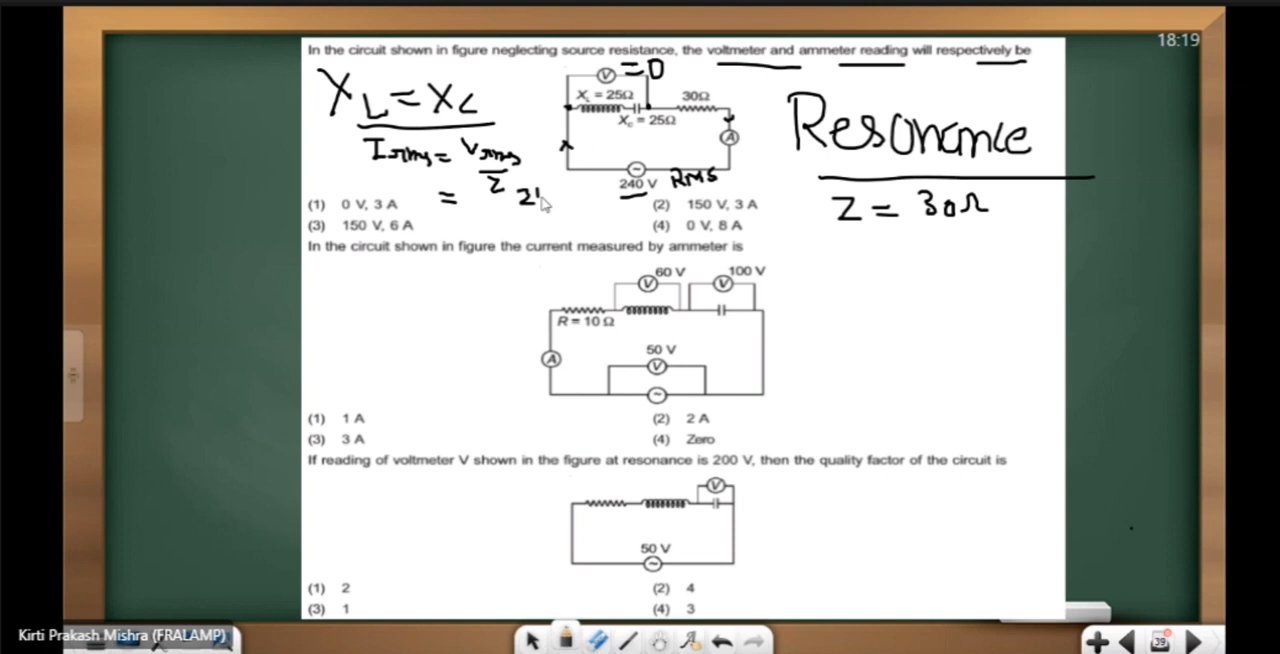 18:19
In the circuit shown in figure neglecting source resistance, the voltmeter and ammeter reading will respectively be
V = 0
X_L = X_C
X_L = 25Ω
30Ω
X_C = 25Ω
A
Resonance
I_rms = V_rms
Z
240 V RMS
= 24
Z = 30Ω
(1) 0 V, 3 A
(2) 150 V, 3 A
(3) 150 V, 6 A
(4) 0 V, 8 A
In the circuit shown in figure the current measured by ammeter is
60 V
100 V
V
V
R = 10 Ω
50 V
A
V
(1) 1 A
(2) 2 A
(3) 3 A
(4) Zero
If reading of voltmeter V shown in the figure at resonance is 200 V, then the quality factor of the circuit is
V
50 V
(1) 2
(2) 4
(3) 1
(4) 3
Kirti Prakash Mishra (FRALAMP)
39